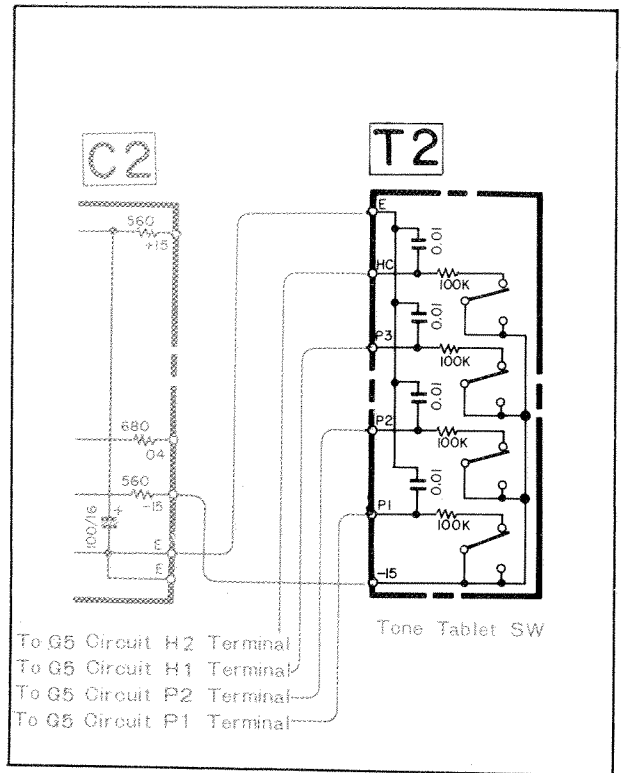 C2
T2
560
+15
680
04
560
-15
100/16
+
E
E
E
0.01
HC
100K
0.01
P3
100K
0.01
P2
100K
0.01
P1
100K
-15
Tone Tablet SW
To G5 Circuit H2 Terminal
To G5 Circuit H1 Terminal
To G5 Circuit P2 Terminal
To G5 Circuit P1 Terminal